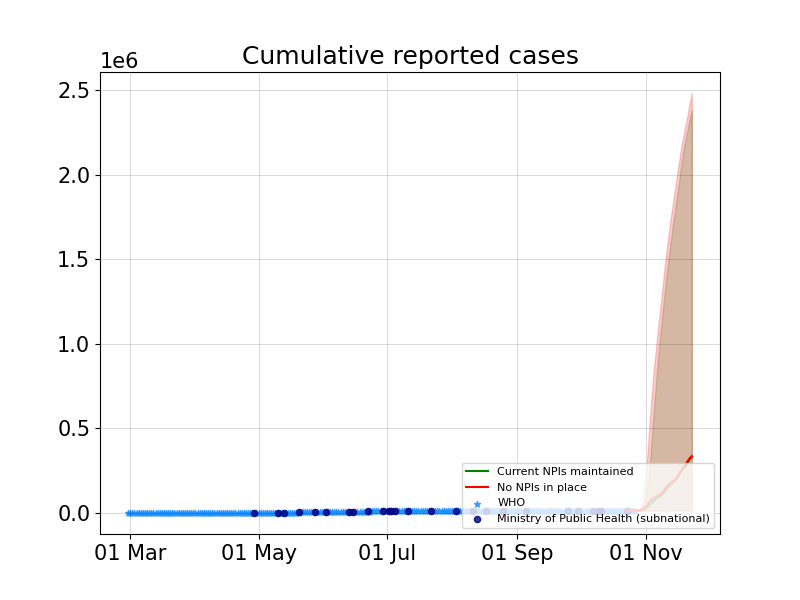 Cumulative reported cases
1e6
2.5
2.0
1.5
1.0
0.5
0.0
Current NPIs maintained
No NPIs in place
WHO
Ministry of Public Health (subnational)
01 Mar
01 May
01 Jul
01 Sep
01 Nov